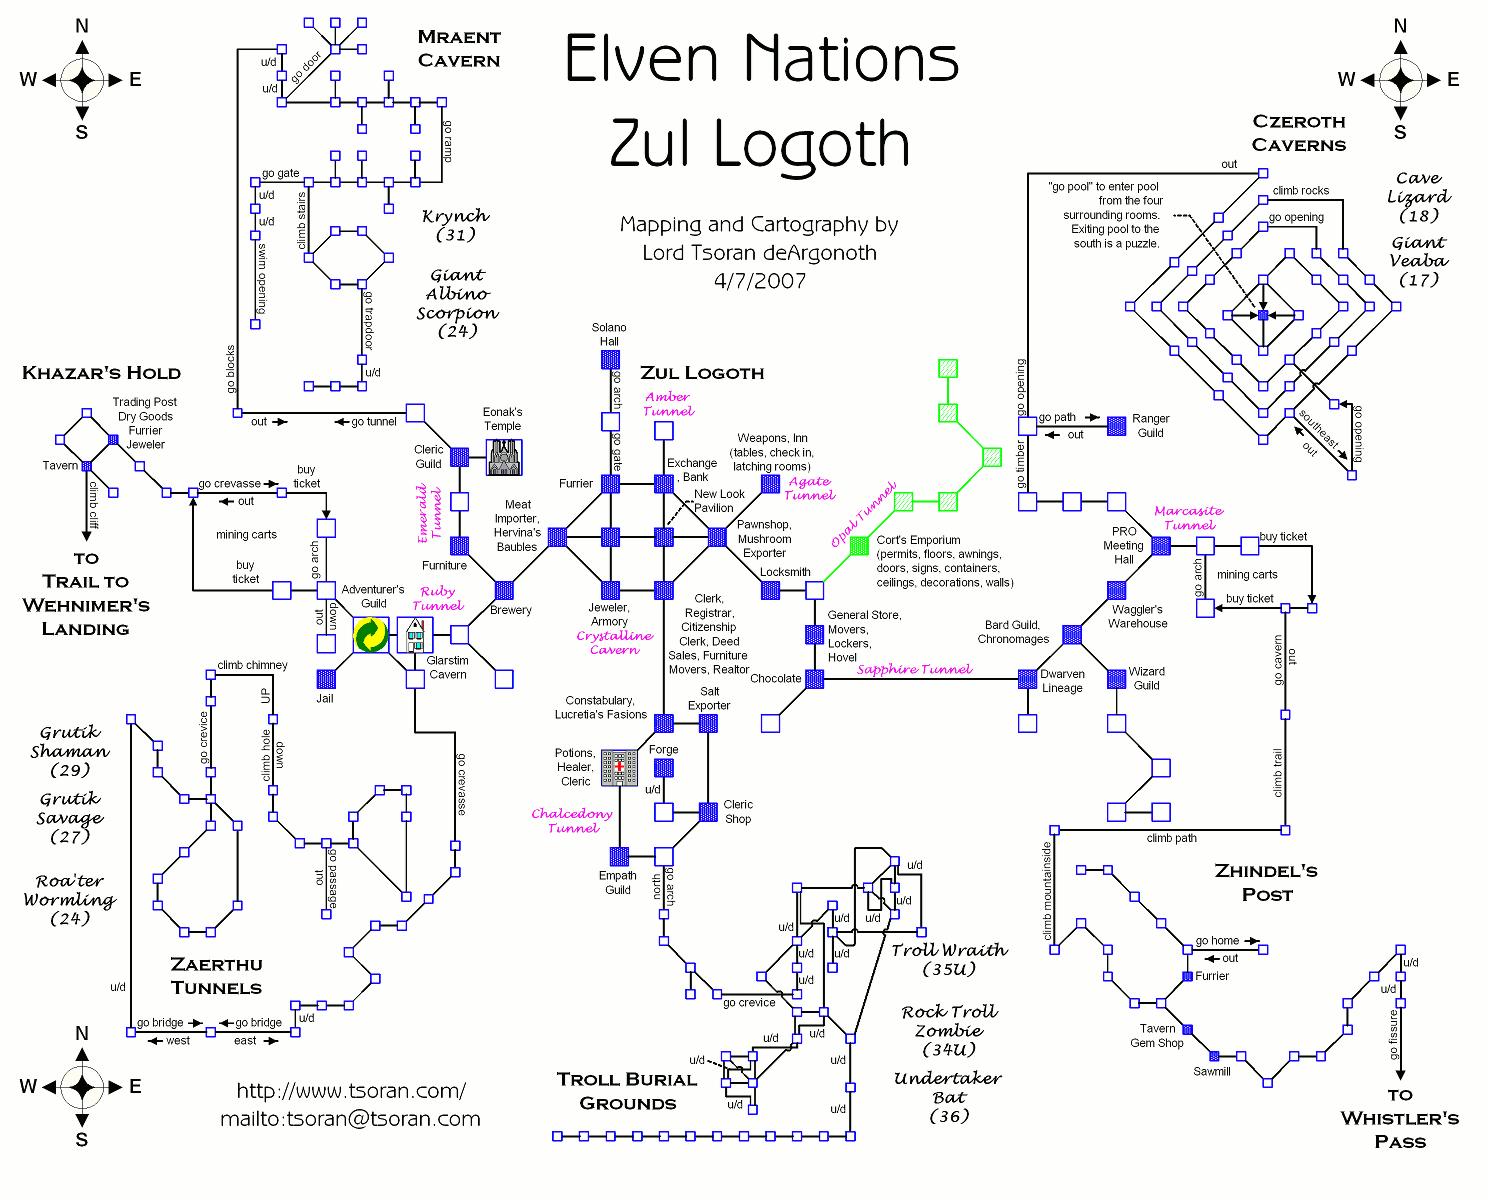 Elven Nations
Zul Logoth
Mapping and Cartography by
Lord Tsoran deArgonoth
4/7/2007
N
W
E
S
N
W
E
S
N
W
E
S
N
W
E
S
MRAENT
CAVERN
u/d
u/d
go door
go ramp
go gate
u/d
u/d
swim opening
climb stairs
go trapdoor
u/d
go blocks
Krynch
(31)
Giant
Albino
Scorpion
(24)
out
go tunnel
CZEROTH
CAVERNS
out
climb rocks
go opening
"go pool" to enter pool
from the four
surrounding rooms.
Exiting pool to the
south is a puzzle.
Cave
Lizard
(18)
Giant
Veaba
(17)
southeast
out
go opening
KHAZAR'S HOLD
Trading Post
Dry Goods
Furrier
Jeweler
Tavern
climb cliff
TO
TRAIL TO
WEHNIMER'S
LANDING
go crevasse
out
buy
ticket
mining carts
buy
ticket
go arch
out
down
Adventurer's
Guild
Jail
Ruby
Tunnel
Glarstim
Cavern
Brewery
Furniture
Emerald
Tunnel
Cleric
Guild
Eonak's
Temple
Meat
Importer,
Hervina's
Baubles
ZUL LOGOTH
Solano
Hall
go arch
go gate
Amber
Tunnel
Furrier
Exchange
, Bank
New Look
Pavilion
Weapons, Inn
(tables, check in,
latching rooms)
Agate
Tunnel
Pawnshop,
Mushroom
Exporter
Locksmith
Jeweler,
Armory
Crystalline
Cavern
Clerk,
Registrar,
Citizenship
Clerk, Deed
Sales, Furniture
Movers, Realtor
Opal Tunnel
Cort's Emporium
(permits, floors, awnings,
doors, signs, containers,
ceilings, decorations, walls)
General Store,
Movers,
Lockers,
Hovel
Chocolate
Sapphire Tunnel
Constabulary,
Lucretia's Fasions
Salt
Exporter
Potions,
Healer,
Cleric
Forge
u/d
Cleric
Shop
Chalcedony
Tunnel
Empath
Guild
north
go arch
go opening
go path
out
Ranger
Guild
go timber
Marcasite
Tunnel
PRO
Meeting
Hall
buy ticket
mining carts
go arch
buy ticket
Waggler's
Warehouse
Bard Guild,
Chronomages
Dwarven
Lineage
Wizard
Guild
go cavern
out
climb trail
climb path
climb mountainside
ZHINDEL'S
POST
go home
out
Furrier
Tavern
Gem Shop
Sawmill
u/d
u/d
go fissure
TO
WHISTLER'S
PASS
climb chimney
UP
go crevice
climb hole
down
go passage
out
go crevasse
Grutik
Shaman
(29)
Grutik
Savage
(27)
Roa'ter
Wormling
(24)
ZAERTHU
TUNNELS
u/d
go bridge
go bridge
west
east
u/d
http://www.tsoran.com/
mailto:tsoran@tsoran.com
go crevice
u/d
u/d
u/d
u/d
u/d
u/d
u/d
u/d
u/d
u/d
u/d
u/d
u/d
u/d
Troll Wraith
(35U)
Rock Troll
Zombie
(34U)
Undertaker
Bat
(36)
TROLL BURIAL
GROUNDS